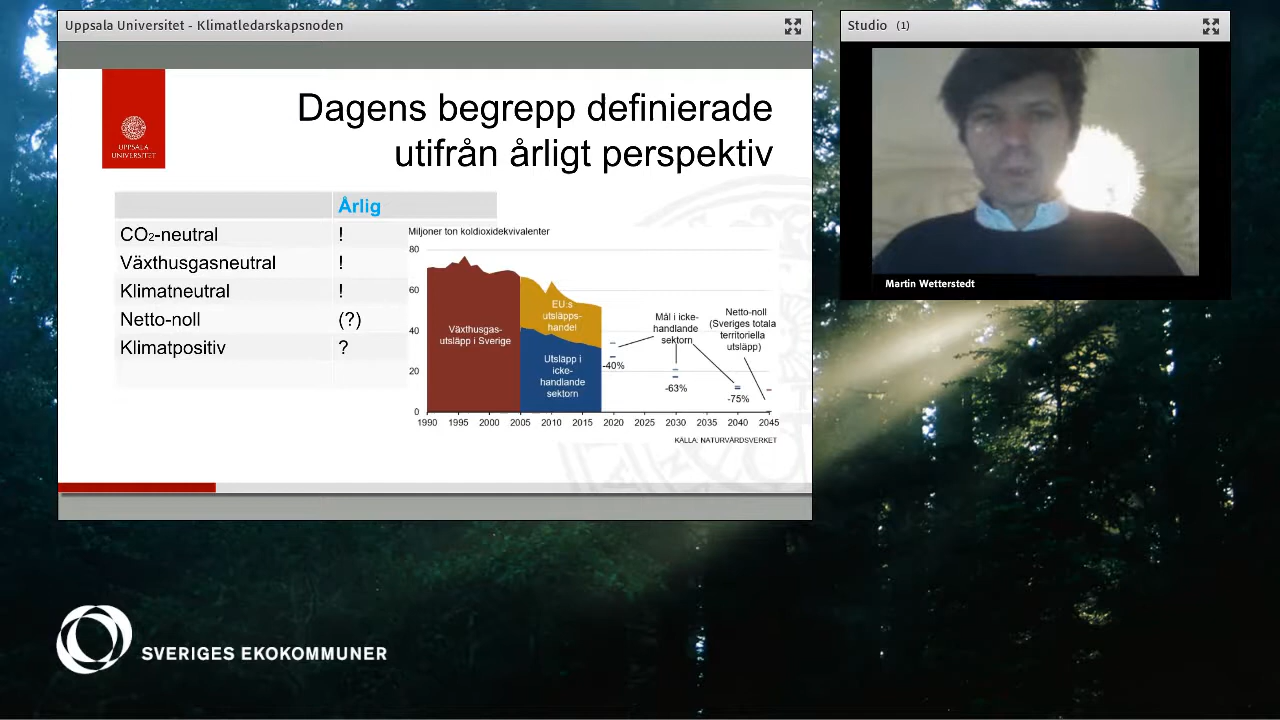 Uppsala Universitet - Klimatledarskapsnoden
Studio (1)
UPPSALA
UNIVERSITET
Dagens begrepp definierade
utifrån årligt perspektiv
Årlig
CO₂-neutral !
Växthusgasneutral !
Klimatneutral !
Netto-noll (?)
Klimatpositiv ?
Miljoner ton koldioxidekvivalenter
80
60
40
20
0
Växthusgas-
utsläpp i Sverige
EU:s
utsläpps-
handel
Utsläpp i
icke-
handlande
sektorn
Mål i icke-
handlande
sektorn
Netto-noll
(Sveriges totala
territoriella
utsläpp)
-40%
-63%
-75%
1990 1995 2000 2005 2010 2015 2020 2025 2030 2035 2040 2045
KÄLLA: NATURVÅRDSVERKET
Martin Wetterstedt
SVERIGES EKOKOMMUNER